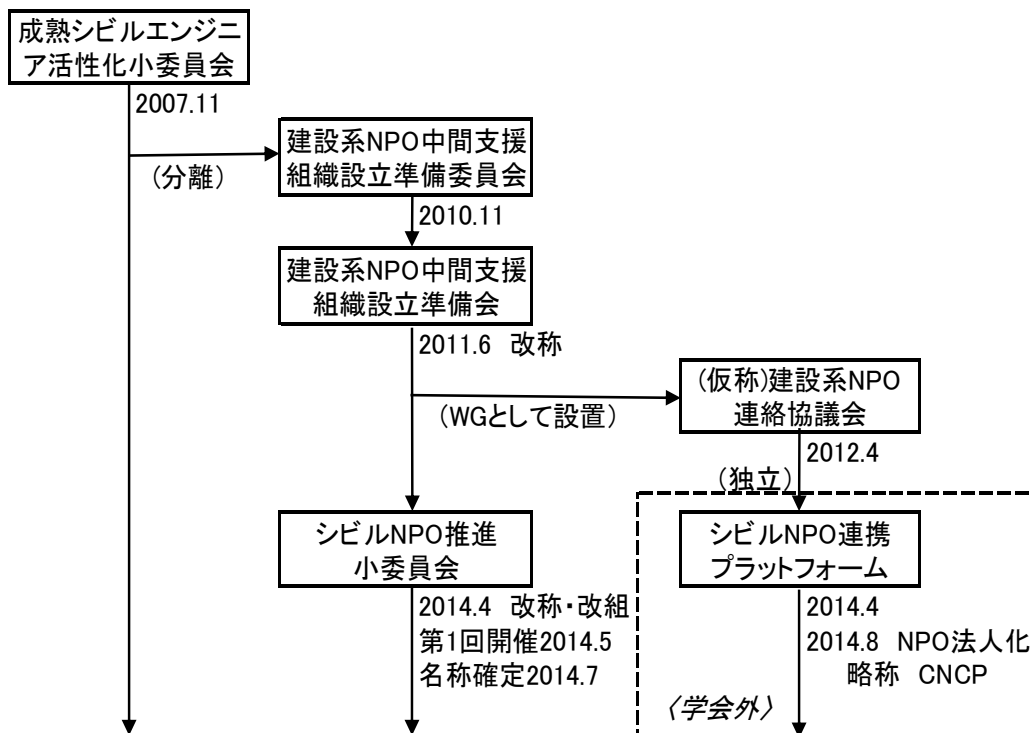 成熟シビルエンジニ
ア活性化小委員会
2007.11
(分離)
建設系NPO中間支援
組織設立準備委員会
2010.11
建設系NPO中間支援
組織設立準備会
2011.6 改称
(WGとして設置)
(仮称)建設系NPO
連絡協議会
2012.4
(独立)
シビルNPO推進
小委員会
2014.4 改称・改組
第1回開催2014.5
名称確定2014.7
シビルNPO連携
プラットフォーム
2014.4
2014.8 NPO法人化
略称 CNCP
〈学会外〉